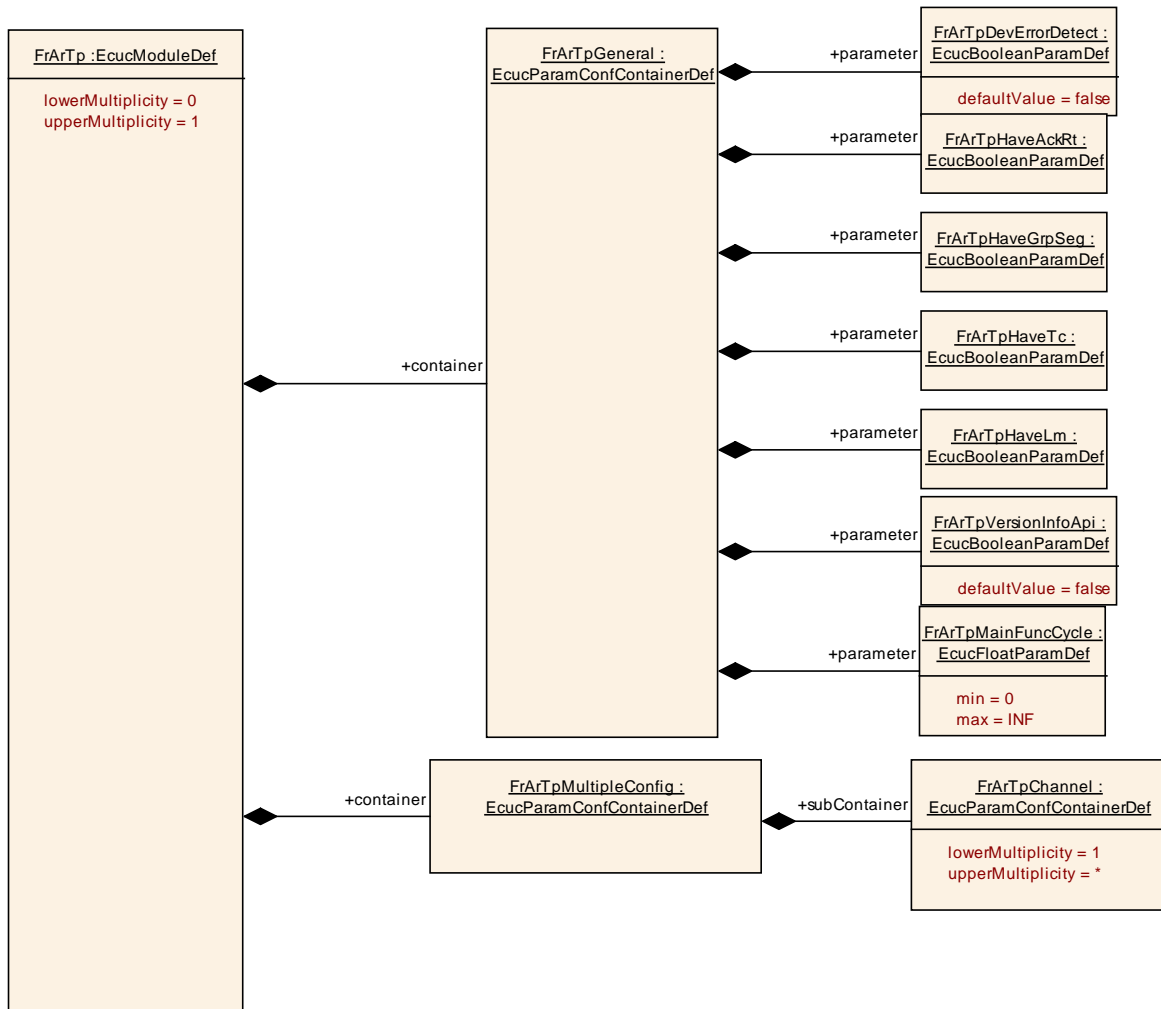 FrArTp :EcucModuleDef
lowerMultiplicity = 0
upperMultiplicity = 1
+container
FrArTpGeneral :
EcucParamConfContainerDef
+parameter
FrArTpDevErrorDetect :
EcucBooleanParamDef
defaultValue = false
+parameter
FrArTpHaveAckRt :
EcucBooleanParamDef
+parameter
FrArTpHaveGrpSeg :
EcucBooleanParamDef
+parameter
FrArTpHaveTc :
EcucBooleanParamDef
+parameter
FrArTpHaveLm :
EcucBooleanParamDef
+parameter
FrArTpVersionInfoApi :
EcucBooleanParamDef
defaultValue = false
+parameter
FrArTpMainFuncCycle :
EcucFloatParamDef
min = 0
max = INF
+container
FrArTpMultipleConfig :
EcucParamConfContainerDef
+subContainer
FrArTpChannel :
EcucParamConfContainerDef
lowerMultiplicity = 1
upperMultiplicity = *